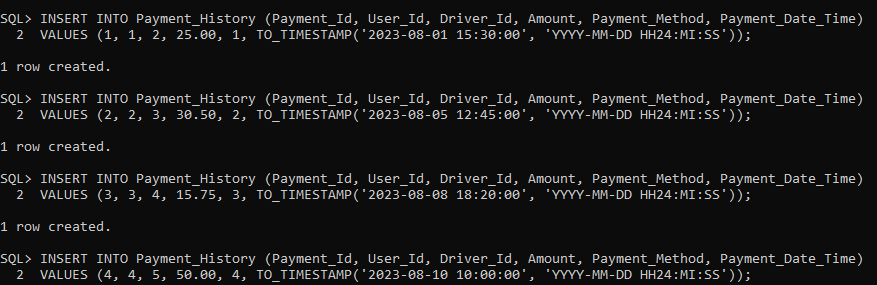 SQL> INSERT INTO Payment_History (Payment_Id, User_Id, Driver_Id, Amount, Payment_Method, Payment_Date_Time)
  2  VALUES (1, 1, 2, 25.00, 1, TO_TIMESTAMP('2023-08-01 15:30:00', 'YYYY-MM-DD HH24:MI:SS'));
1 row created.
SQL> INSERT INTO Payment_History (Payment_Id, User_Id, Driver_Id, Amount, Payment_Method, Payment_Date_Time)
  2  VALUES (2, 2, 3, 30.50, 2, TO_TIMESTAMP('2023-08-05 12:45:00', 'YYYY-MM-DD HH24:MI:SS'));
1 row created.
SQL> INSERT INTO Payment_History (Payment_Id, User_Id, Driver_Id, Amount, Payment_Method, Payment_Date_Time)
  2  VALUES (3, 3, 4, 15.75, 3, TO_TIMESTAMP('2023-08-08 18:20:00', 'YYYY-MM-DD HH24:MI:SS'));
1 row created.
SQL> INSERT INTO Payment_History (Payment_Id, User_Id, Driver_Id, Amount, Payment_Method, Payment_Date_Time)
  2  VALUES (4, 4, 5, 50.00, 4, TO_TIMESTAMP('2023-08-10 10:00:00', 'YYYY-MM-DD HH24:MI:SS'));